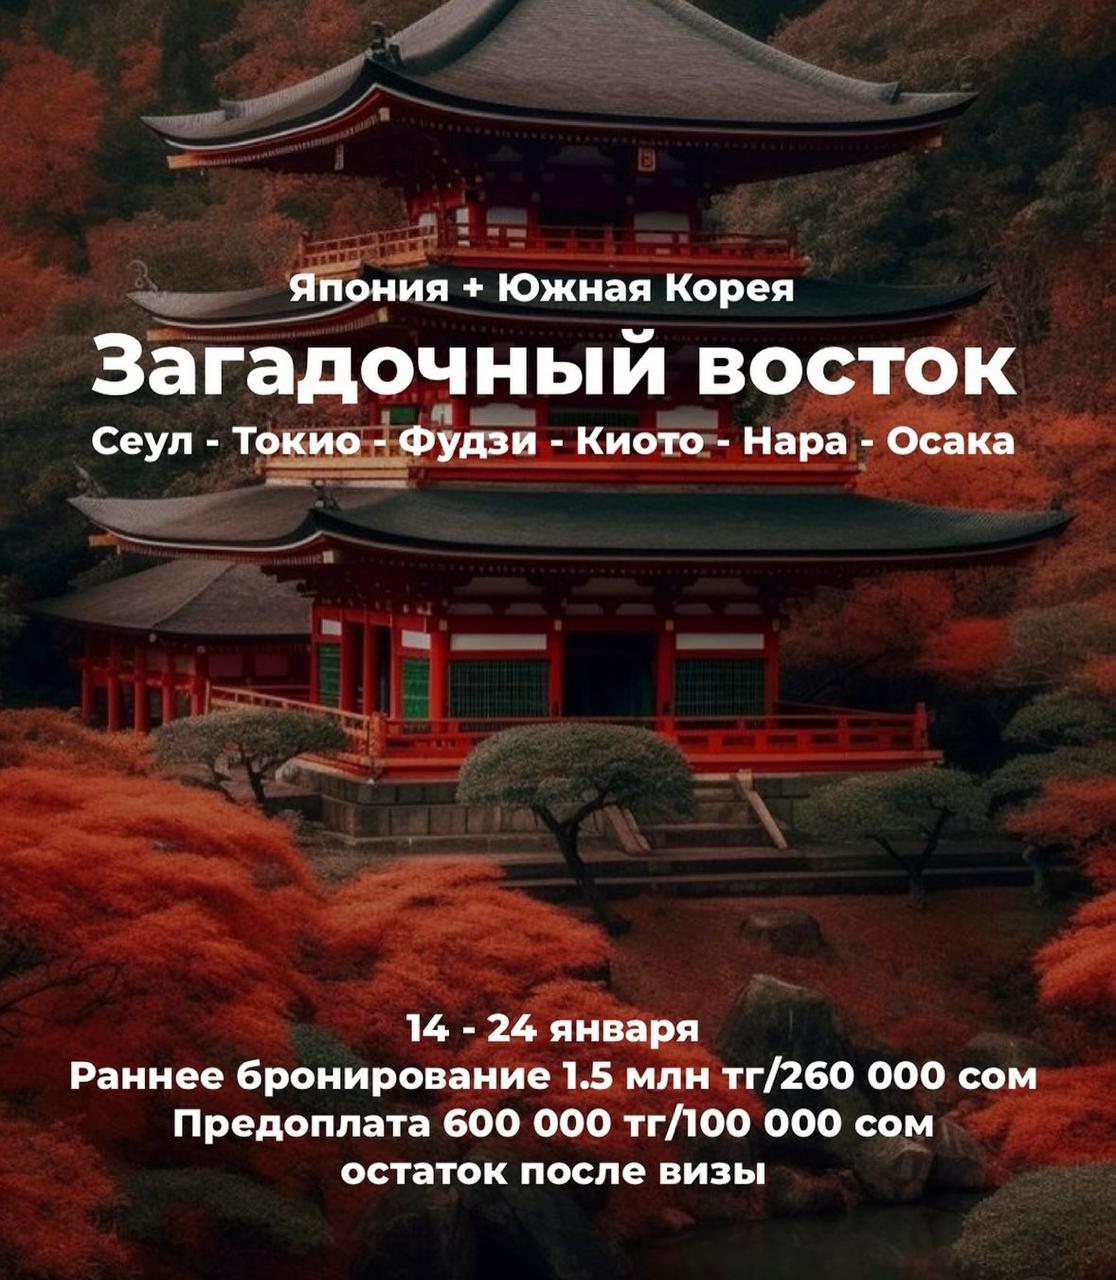 Япония + Южная Корея
Загадочный восток
Сеул - Токио - Фудзи - Киото - Нара - Осака
14 - 24 января
Раннее бронирование 1.5 млн тг/260 000 сом
Предоплата 600 000 тг/100 000 сом
остаток после визы